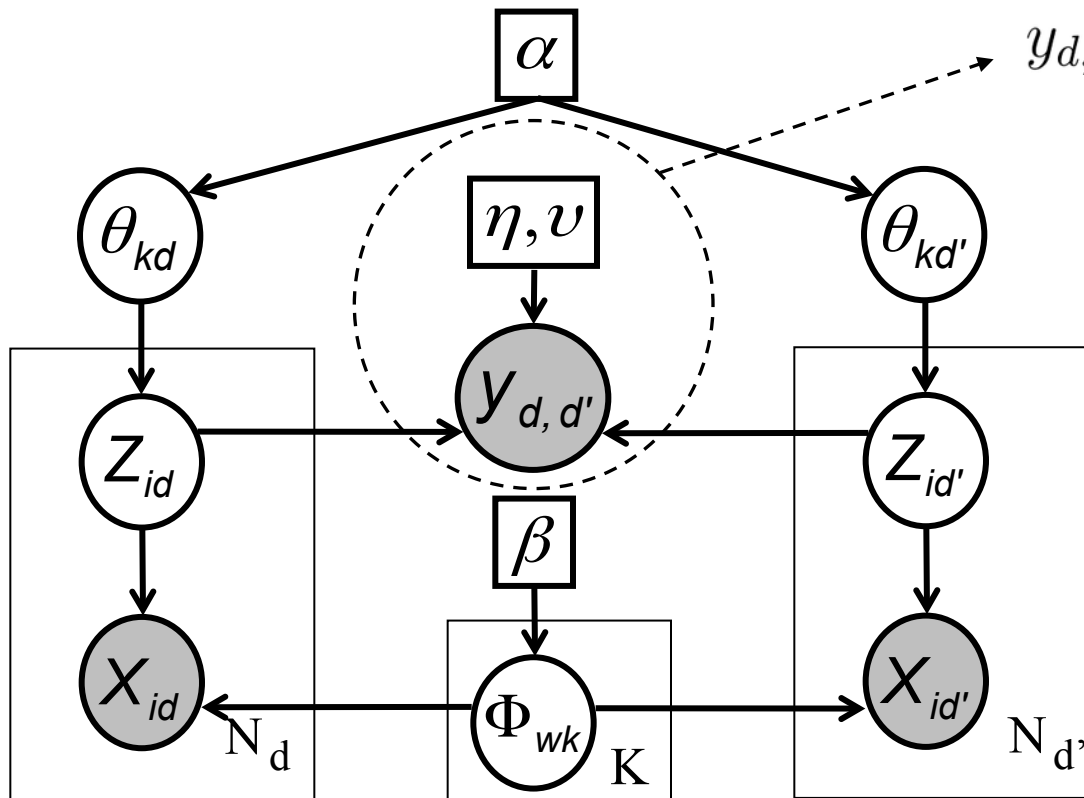 α
y_{d,
η, υ
θ_{kd}
θ_{kd'}
y_{d, d'}
Z_{id}
Z_{id'}
β
X_{id}
X_{id'}
Φ_{wk}
N_d
K
N_{d'}